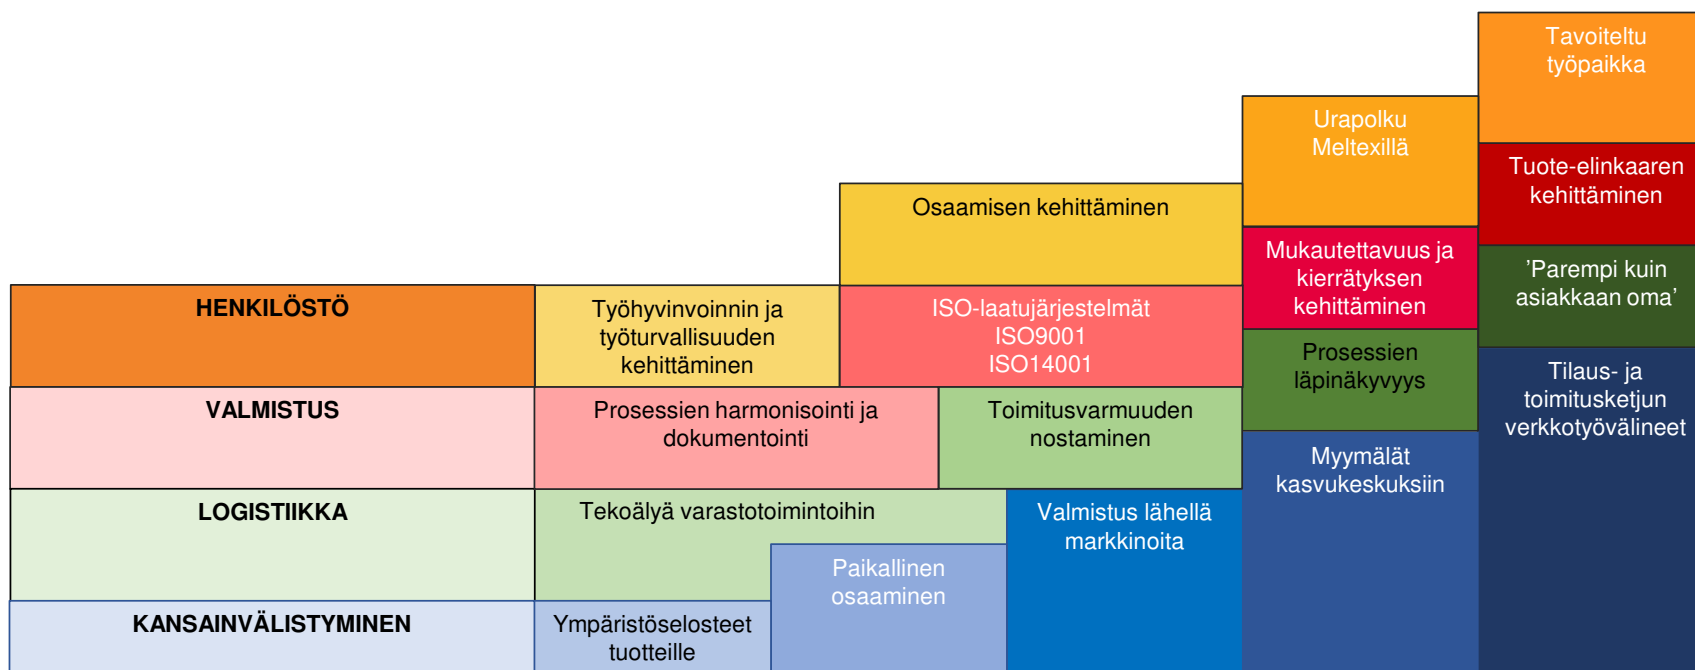 Tavoiteltu
työpaikka
Urapolku
Meltexillä
Tuote-elinkaaren
kehittäminen
Osaamisen kehittäminen
Mukautettavuus ja
kierrätyksen
kehittäminen
’Parempi kuin
asiakkaan oma’
HENKILÖSTÖ
Työhyvinvoinnin ja
työturvallisuuden
kehittäminen
ISO-laatujärjestelmät
ISO9001
ISO14001
Prosessien
läpinäkyvyys
Tilaus- ja
toimitusketjun
verkkotyövälineet
VALMISTUS
Prosessien harmonisointi ja
dokumentointi
Toimitusvarmuuden
nostaminen
Myymälät
kasvukeskuksiin
LOGISTIIKKA
Tekoälyä varastotoimintoihin
Valmistus lähellä
markkinoita
Paikallinen
osaaminen
KANSAINVÄLISTYMINEN
Ympäristöselosteet
tuotteille